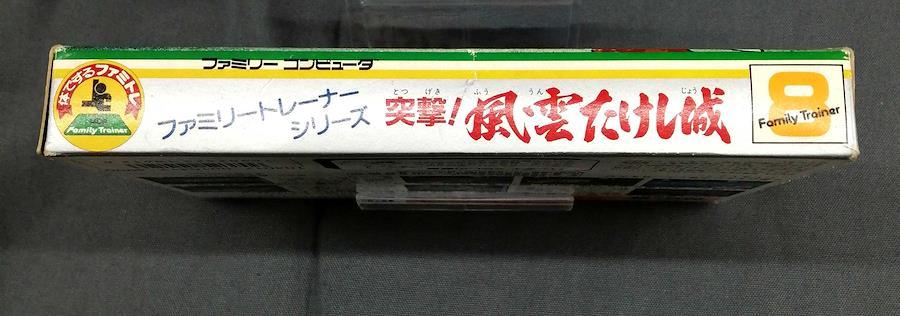 ファミリー コンピュータ
体でするファミトレ
Family Trainer
ファミリートレーナー
シリーズ
とつ げき ふう うん じょう
突撃!風雲たけし城
8
Family Trainer